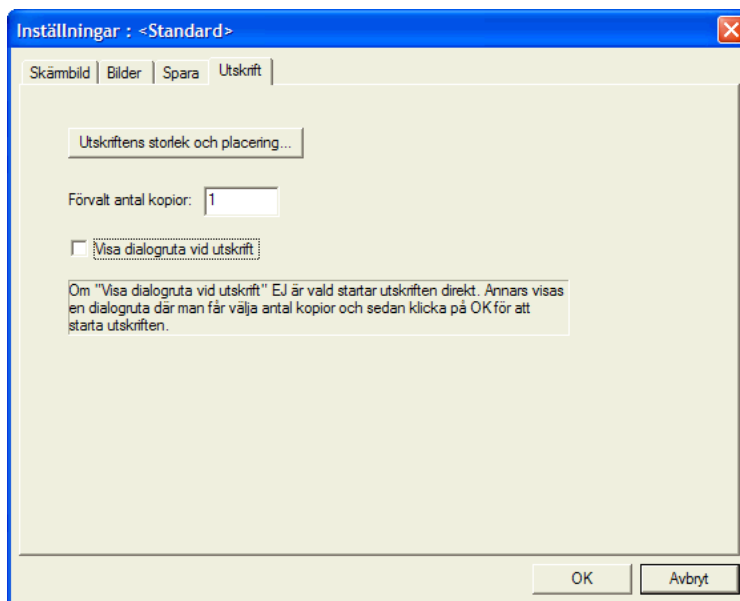 Inställningar : <Standard>
Skämbild Bilder Spara Utskrift
Utskriftens storlek och placering...
Förvalt antal kopior: 1
Visa dialogruta vid utskrift
Om "Visa dialogruta vid utskrift" EJ är vald startar utskriften direkt. Annars visas
en dialogruta där man får välja antal kopior och sedan klicka på OK för att
starta utskriften.
OK Avbryt